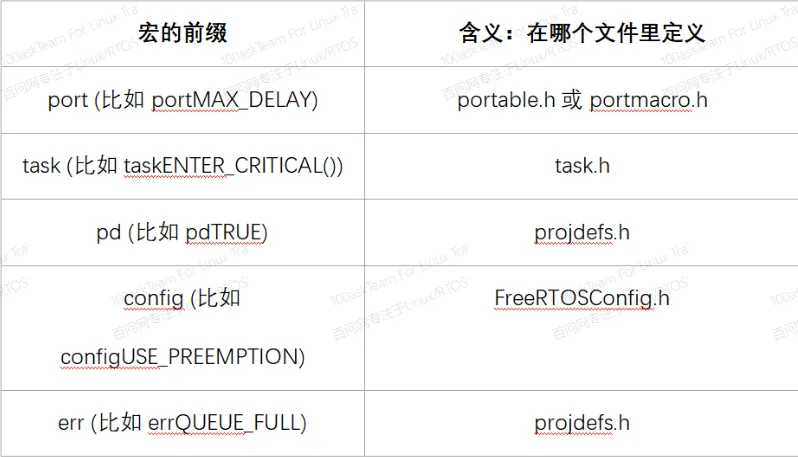 宏的前缀 含义：在哪个文件里定义
port (比如 portMAX_DELAY) portable.h 或 portmacro.h
task (比如 taskENTER_CRITICAL()) task.h
pd (比如 pdTRUE) projdefs.h
config (比如 FreeRTOSConfig.h
configUSE_PREEMPTION)
err (比如 errQUEUE_FULL) projdefs.h
100askTeam For Linux Tra
百问网专注于Linux/RTOS